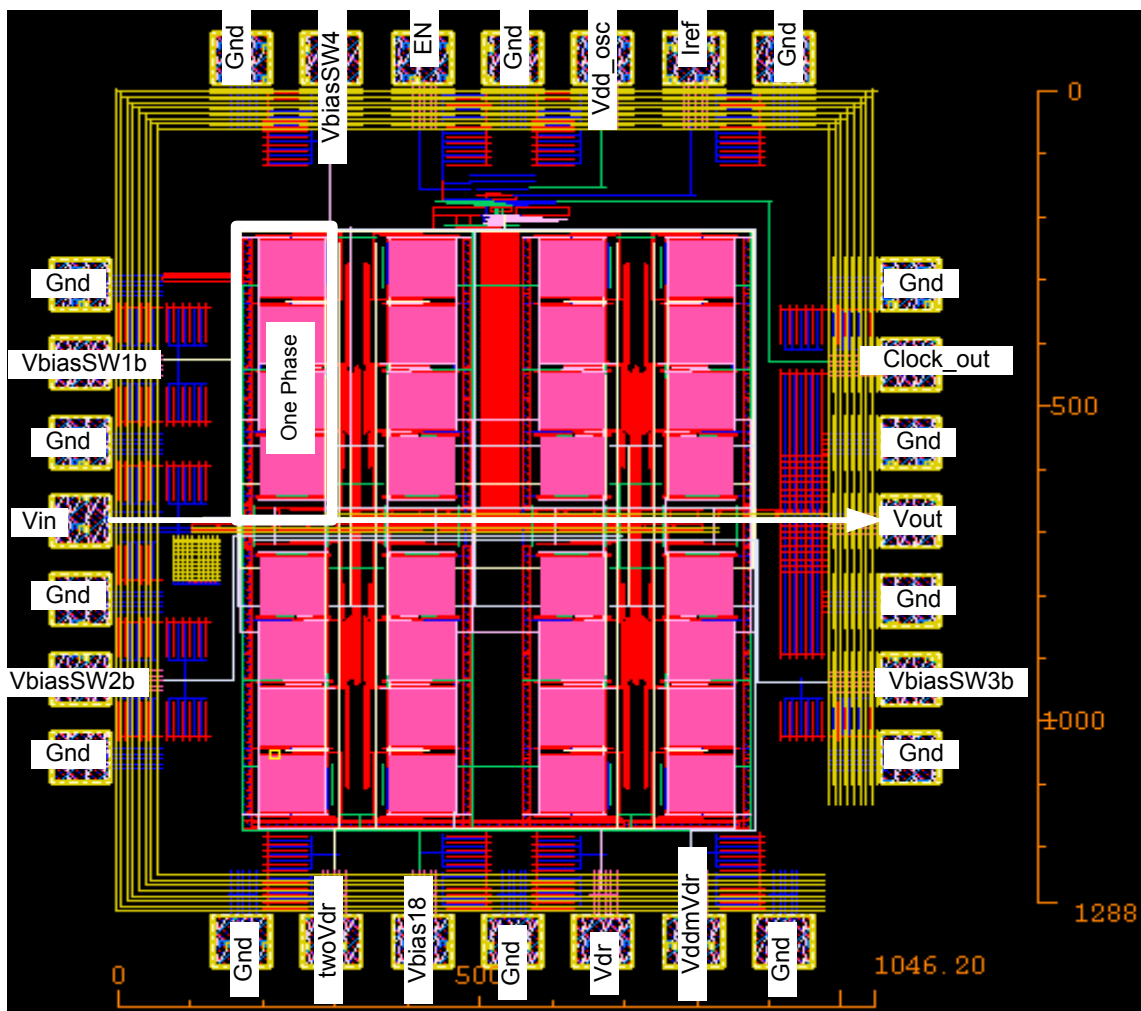 Gnd
VbiasSW4
EN
Gnd
Vdd_osc
Iref
Gnd
0
Gnd
Gnd
VbiasSW1b
One Phase
Clock_out
500
Gnd
Gnd
Vin
Vout
Gnd
Gnd
VbiasSW2b
VbiasSW3b
1000
Gnd
Gnd
Gnd
twoVdr
Vbias18
Gnd
Vdr
VddmVdr
Gnd
1288
0
1046.20